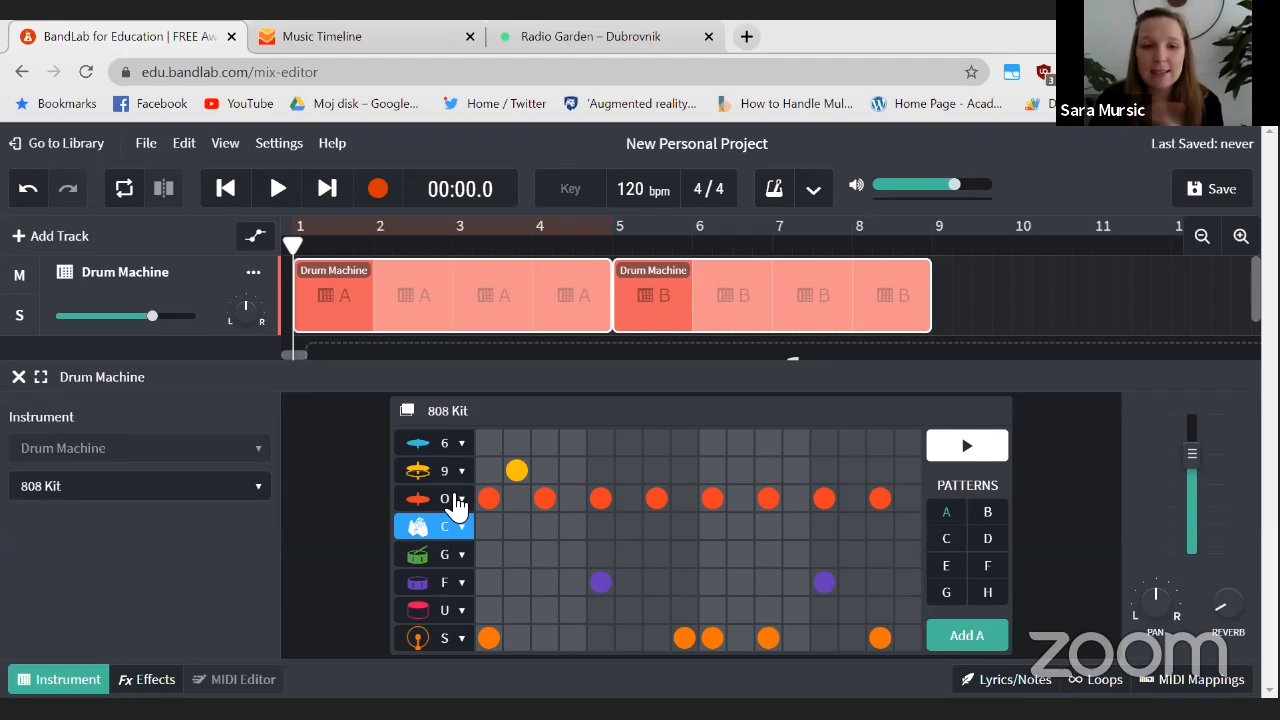 BandLab for Education | FREE Aw
Music Timeline
Radio Garden – Dubrovnik
edu.bandlab.com/mix-editor
3
Bookmarks
Facebook
YouTube
Moj disk – Google...
Home / Twitter
'Augmented reality...
How to Handle Mul...
Home Page - Acad...
D
Sara Mursic
Go to Library
File
Edit
View
Settings
Help
New Personal Project
Last Saved: never
00:00.0
Key
120 bpm
4 / 4
Save
+ Add Track
1 2 3 4 5 6 7 8 9 10 11 1
M
Drum Machine
S
L R
Drum Machine
A A A A
Drum Machine
B B B B
Drum Machine
Instrument
Drum Machine
808 Kit
808 Kit
6
9
O
C
G
F
U
S
PATTERNS
A B
C D
E F
G H
Add A
L R
PAN
REVERB
zoom
Instrument
Fx Effects
MIDI Editor
Lyrics/Notes
Loops
MIDI Mappings